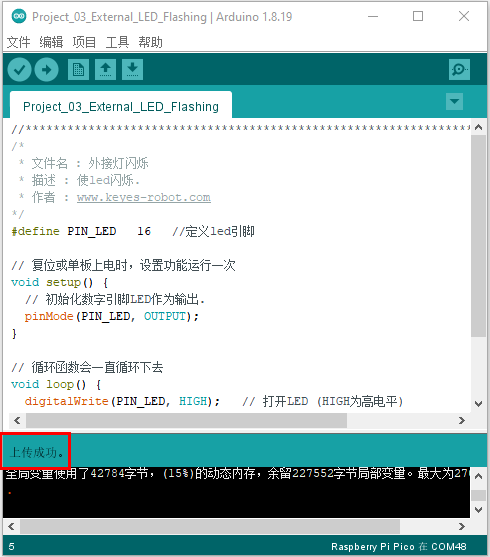 Project_03_External_LED_Flashing | Arduino 1.8.19
文件 编辑 项目 工具 帮助
Project_03_External_LED_Flashing
/*
 * 文件名 : 外接灯闪烁
 * 描述 : 使led闪烁.
 * 作者 : www.keyes-robot.com
*/
#define PIN_LED   16   //定义led引脚
// 复位或单板上电时，设置功能运行一次
void setup() {
  // 初始化数字引脚LED作为输出.
  pinMode(PIN_LED, OUTPUT);
}
// 循环函数会一直循环下去
void loop() {
  digitalWrite(PIN_LED, HIGH);   // 打开LED (HIGH为高电平)
上传成功。
全局变量使用了42784字节，(15%)的动态内存，余留227552字节局部变量。最大为
5
Raspberry Pi Pico 在 COM48